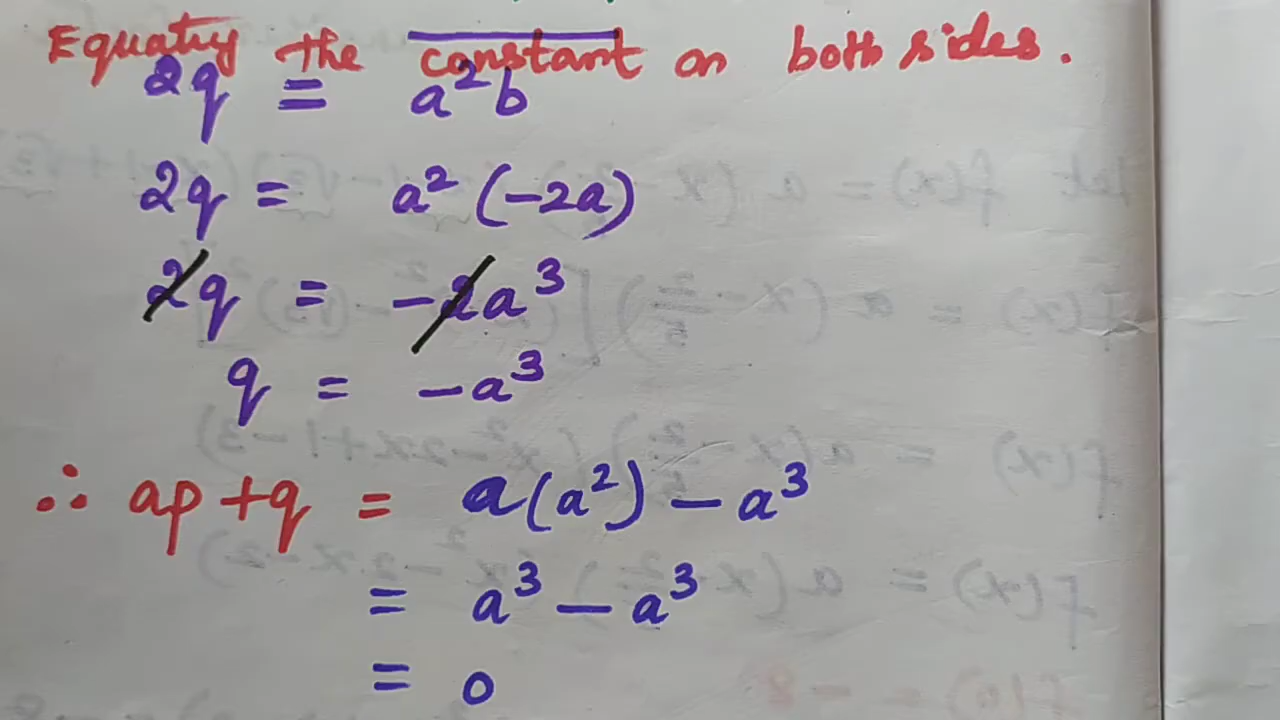 Equating the constant on both sides.
2q = a²b
2q = a² (-2a)
2q = -2a³
q = -a³
∴ ap+q = a(a²) - a³
= a³ - a³
= 0